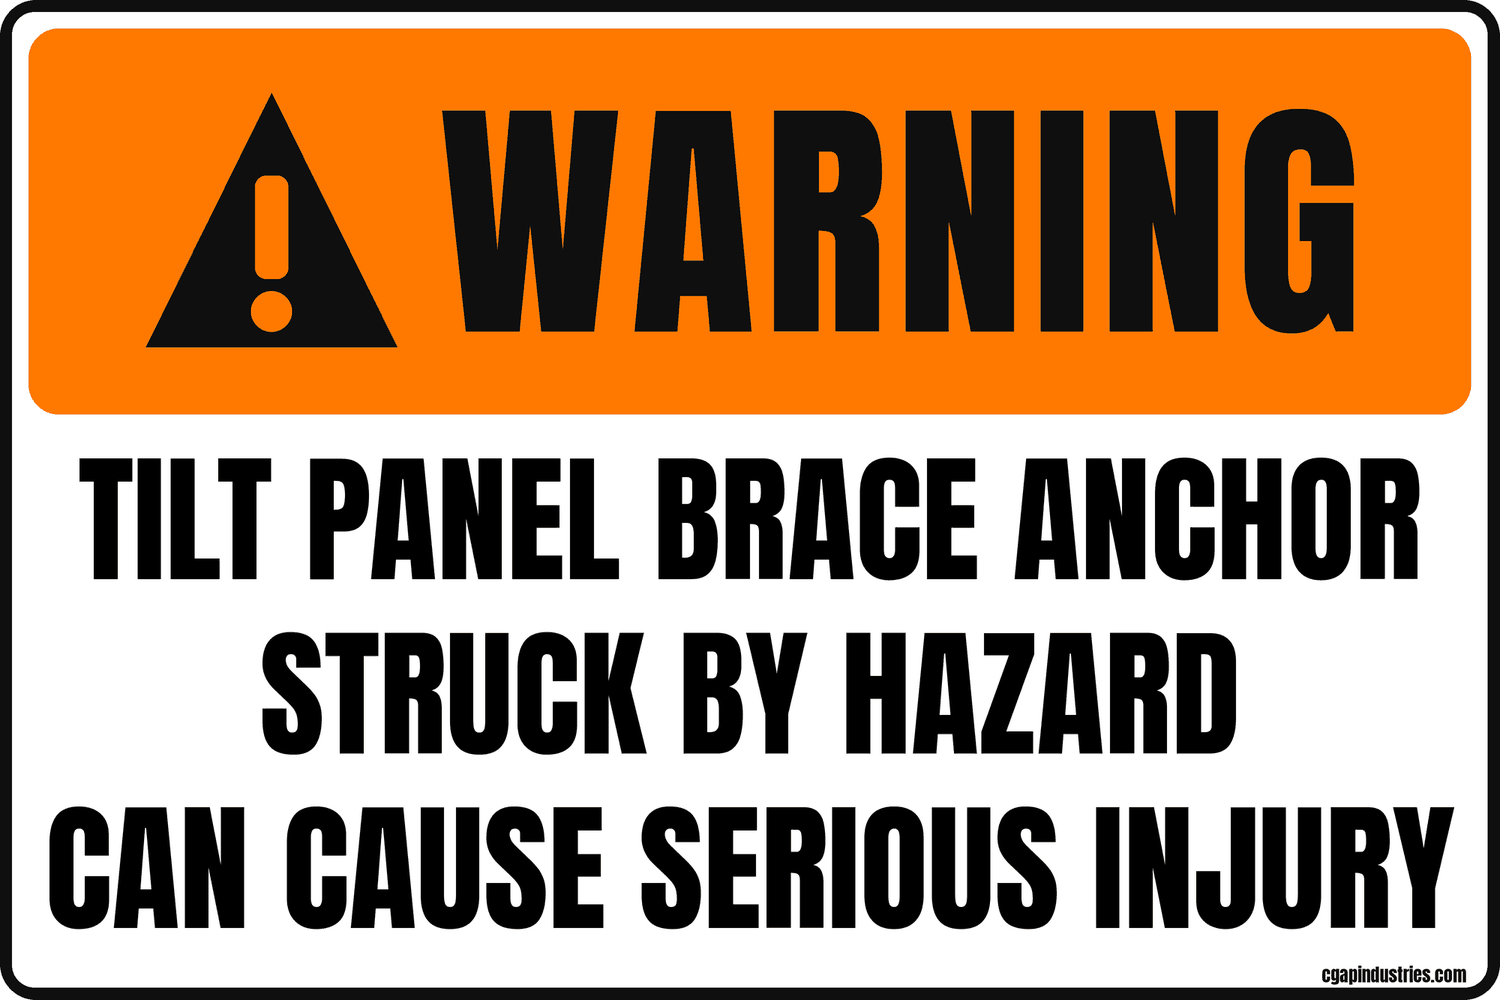 WARNING
TILT PANEL BRACE ANCHOR
STRUCK BY HAZARD
CAN CAUSE SERIOUS INJURY
cgapindustries.com